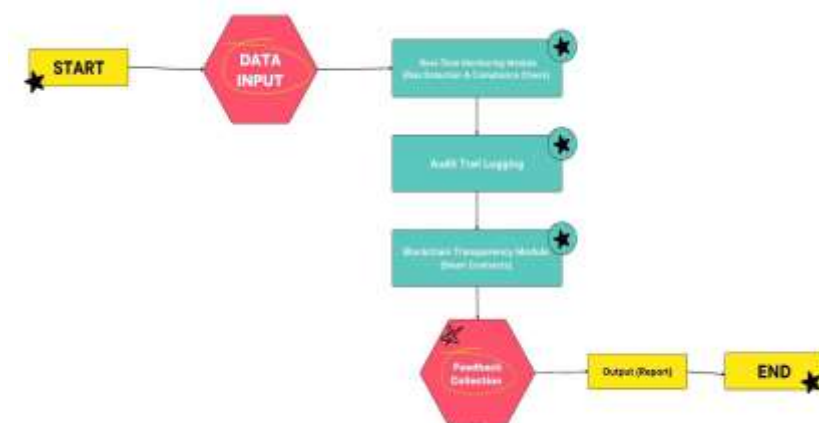 START
DATA
INPUT
Real-Time Monitoring Module
(Bias Detection & Compliance Check)
Audit Trail Logging
Blockchain Transparency Module
(Smart Contracts)
Feedback
Collection
Output (Report)
END